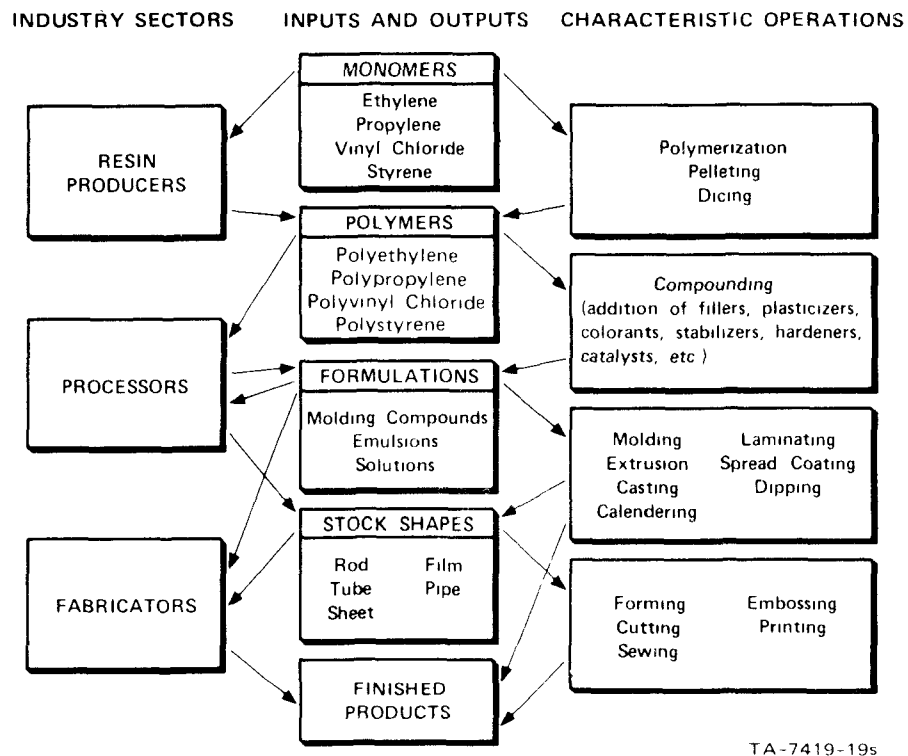 INDUSTRY SECTORS
INPUTS AND OUTPUTS
CHARACTERISTIC OPERATIONS
MONOMERS
Ethylene
Propylene
Vinyl Chloride
Styrene
RESIN
PRODUCERS
Polymerization
Pelleting
Dicing
POLYMERS
Polyethylene
Polypropylene
Polyvinyl Chloride
Polystyrene
Compounding
(addition of fillers, plasticizers,
colorants, stabilizers, hardeners,
catalysts, etc )
PROCESSORS
FORMULATIONS
Molding Compounds
Emulsions
Solutions
Molding Laminating
Extrusion Spread Coating
Casting Dipping
Calendering
STOCK SHAPES
Rod Film
Tube Pipe
Sheet
FABRICATORS
Forming Embossing
Cutting Printing
Sewing
FINISHED
PRODUCTS
TA-7419-19s